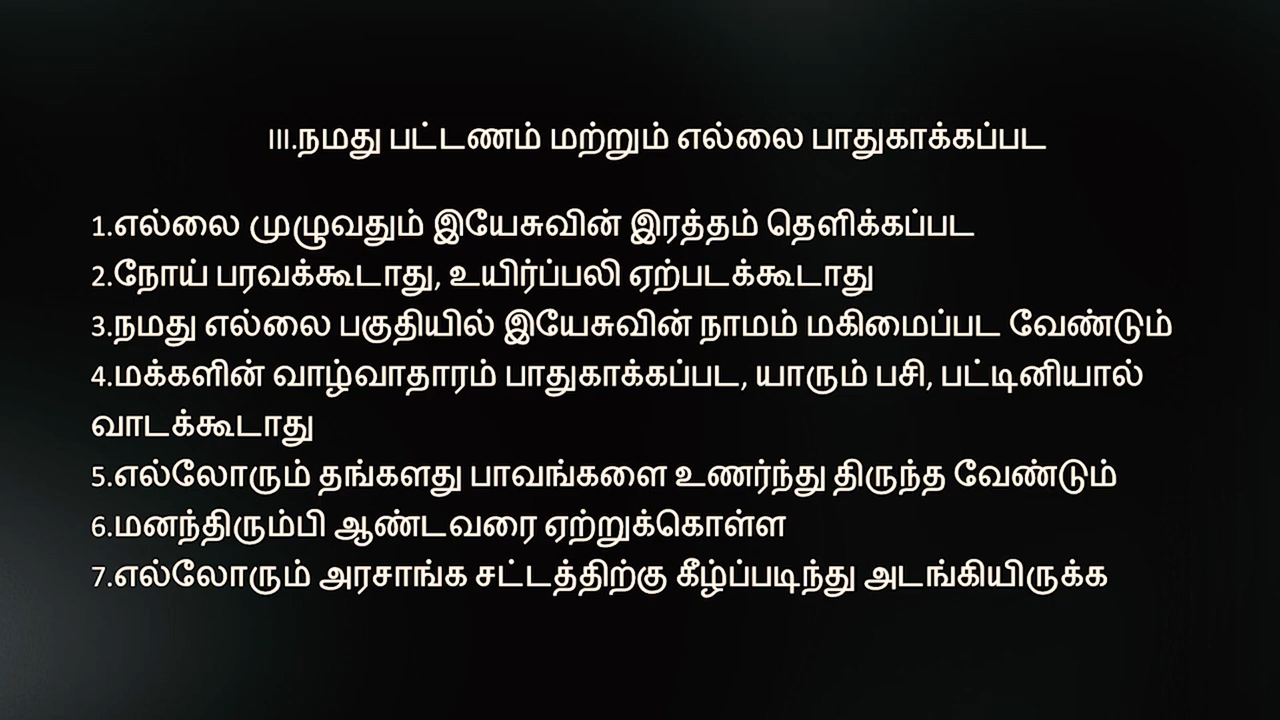 III.நமது பட்டணம் மற்றும் எல்லை பாதுகாக்கப்பட
1.எல்லை முழுவதும் இயேசுவின் இரத்தம் தெளிக்கப்பட
2.நோய் பரவக்கூடாது, உயிர்ப்பலி ஏற்படக்கூடாது
3.நமது எல்லை பகுதியில் இயேசுவின் நாமம் மகிமைப்பட வேண்டும்
4.மக்களின் வாழ்வாதாரம் பாதுகாக்கப்பட, யாரும் பசி, பட்டினியால்
வாடக்கூடாது
5.எல்லோரும் தங்களது பாவங்களை உணர்ந்து திருந்த வேண்டும்
6.மனந்திரும்பி ஆண்டவரை ஏற்றுக்கொள்ள
7.எல்லோரும் அரசாங்க சட்டத்திற்கு கீழ்ப்படிந்து அடங்கியிருக்க